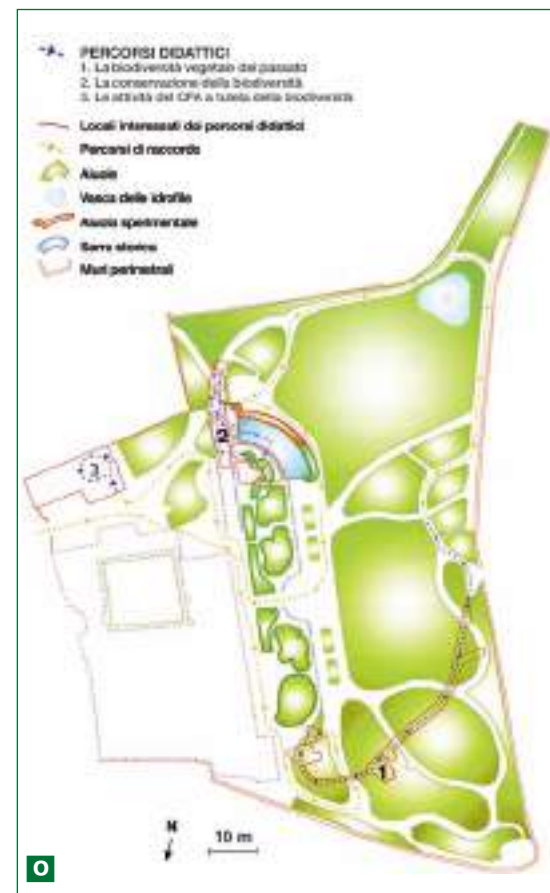 PERCORSI DIDATTICI
1. La biodiversità vegetale del passato
2. La conservazione della biodiversità
3. Le attività del CFA a tutela della biodiversità
Locali interessati dai percorsi didattici
Percorsi di raccordo
Aiuole
Vasca delle idrofile
Aiuola sperimentale
Serra storica
Muri perimetrali
2
3
1
N
10 m
O